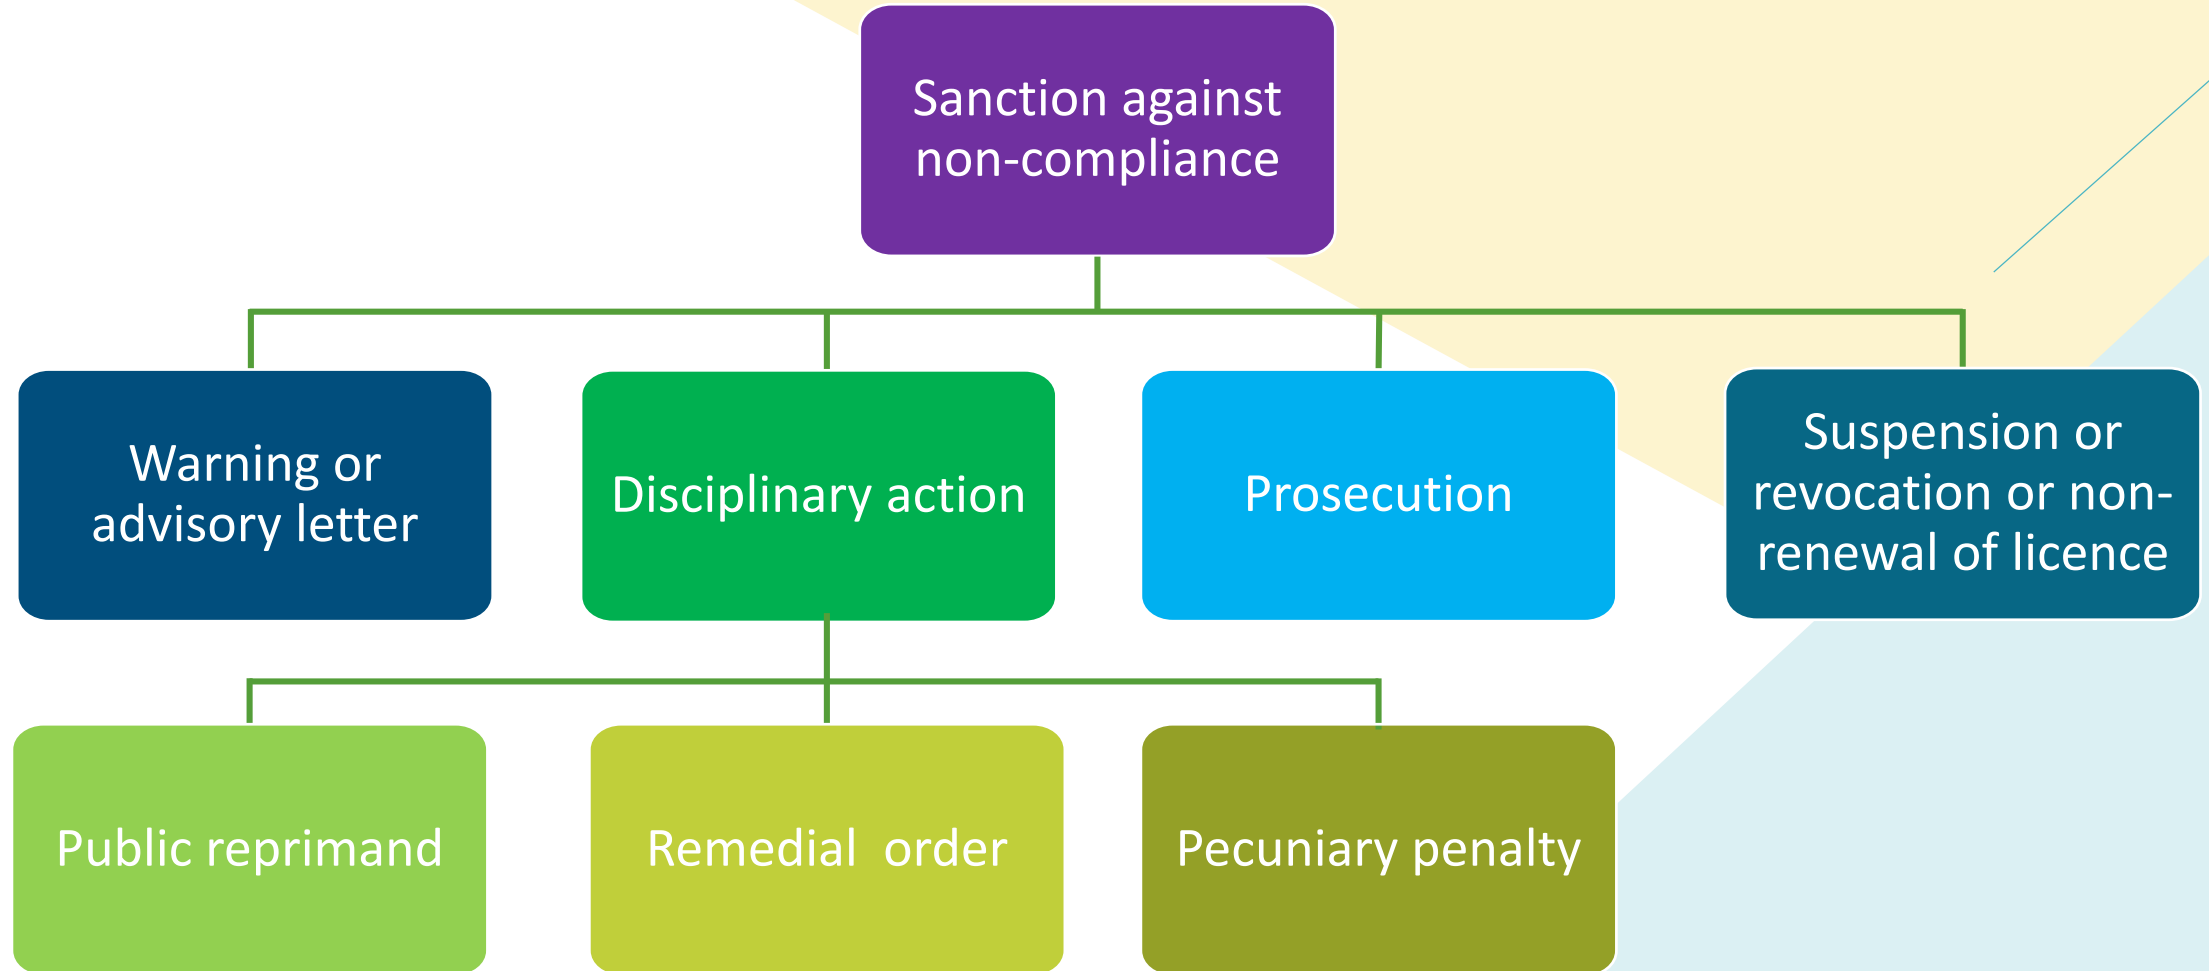 Sanction against
non-compliance
Warning or
advisory letter
Disciplinary action
Prosecution
Suspension or
revocation or non-
renewal of licence
Public reprimand
Remedial  order
Pecuniary penalty